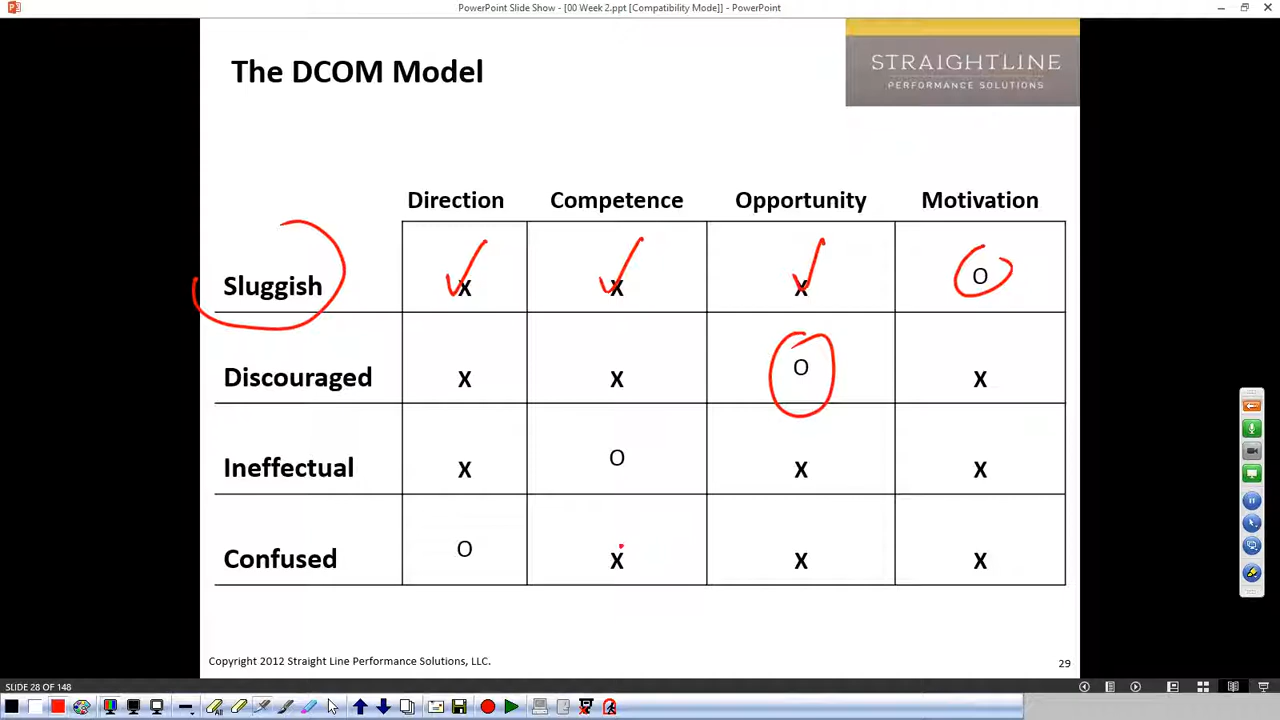 PowerPoint Slide Show - [00 Week 2.ppt [Compatibility Mode]] - PowerPoint
The DCOM Model
STRAIGHTLINE
PERFORMANCE SOLUTIONS
Direction Competence Opportunity Motivation
Sluggish X X X O
Discouraged X X O X
Ineffectual X O X X
Confused O X X X
Copyright 2012 Straight Line Performance Solutions, LLC.
29
SLIDE 28 OF 148